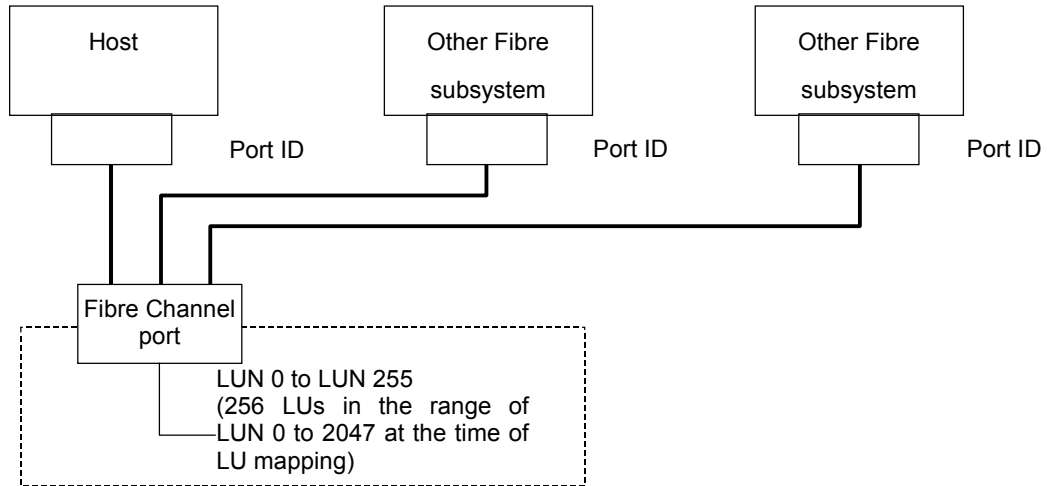 Host
Other Fibre
subsystem
Other Fibre
subsystem
Port ID
Port ID
Port ID
Fibre Channel
port
LUN 0 to LUN 255
(256 LUs in the range of
LUN 0 to 2047 at the time of
LU mapping)